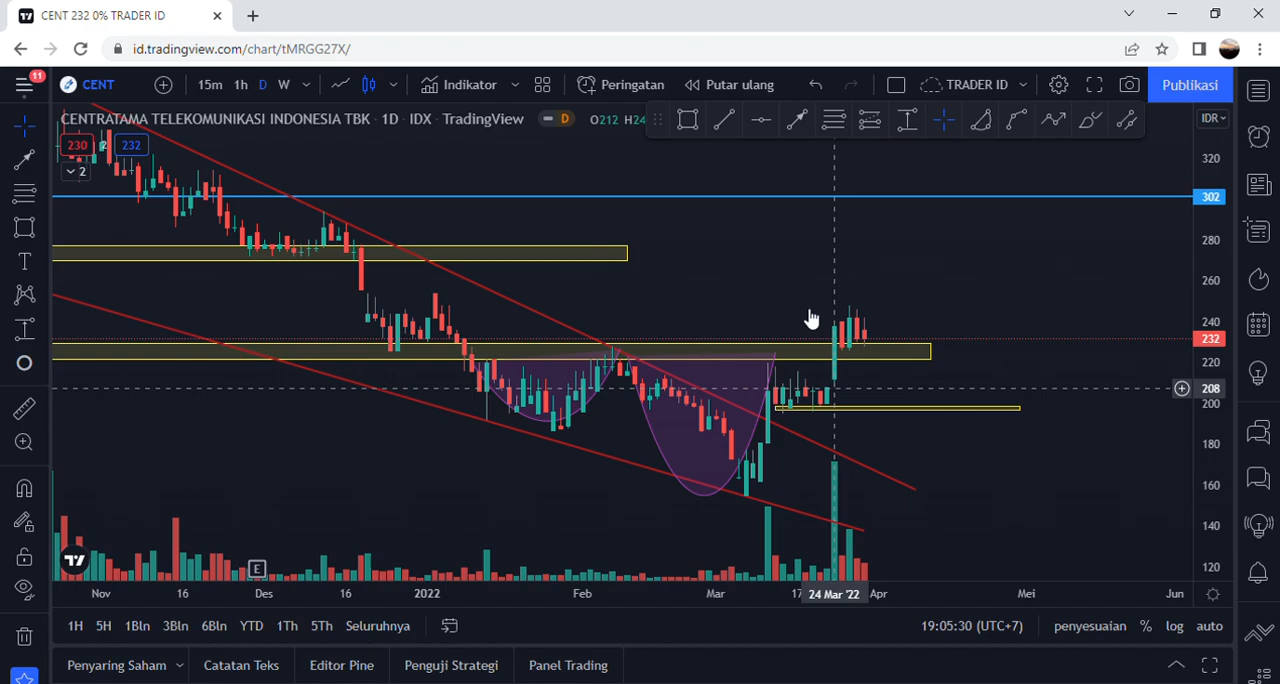 CENT 232 0% TRADER ID
id.tradingview.com/chart/tMRGG27X/
11
CENT 15m 1h D W Indikator Peringatan Putar ulang TRADER ID Publikasi
CENTRATAMA TELEKOMUNIKASI INDONESIA TBK · 1D · IDX · TradingView D O212 H24
IDR
230 2 232
2
320
302
280
260
240
232
220
208
200
180
160
140
120
E
Nov 16 Des 16 2022 Feb Mar 17 24 Mar '22 Apr Mei Jun
1H 5H 1Bln 3Bln 6Bln YTD 1Th 5Th Seluruhnya 19:05:30 (UTC+7) penyesuaian % log auto
Penyaring Saham Catatan Teks Editor Pine Penguji Strategi Panel Trading